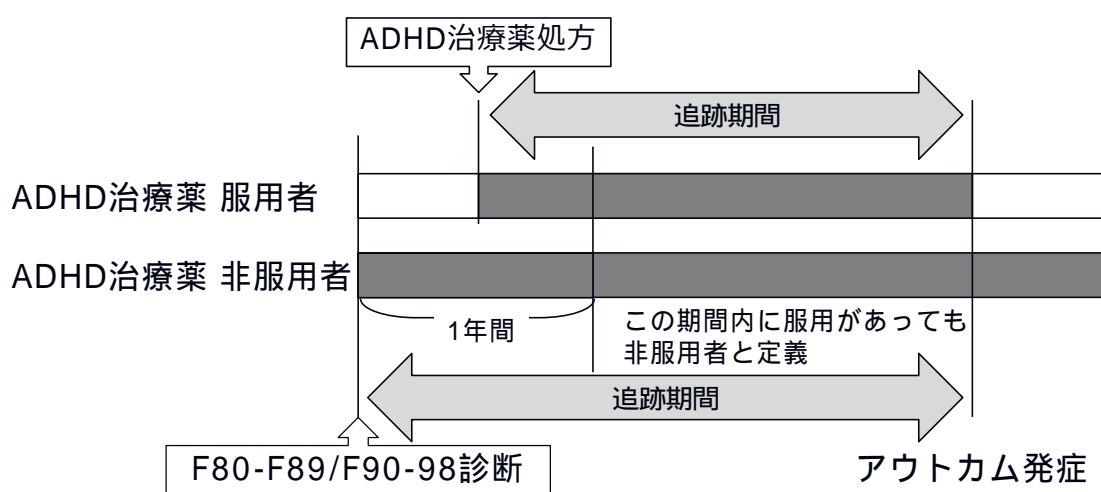 ADHD治療薬処方
追跡期間
ADHD治療薬 服用者
ADHD治療薬 非服用者
1年間
この期間内に服用があっても
非服用者と定義
追跡期間
F80-F89/F90-98診断
アウトカム発症